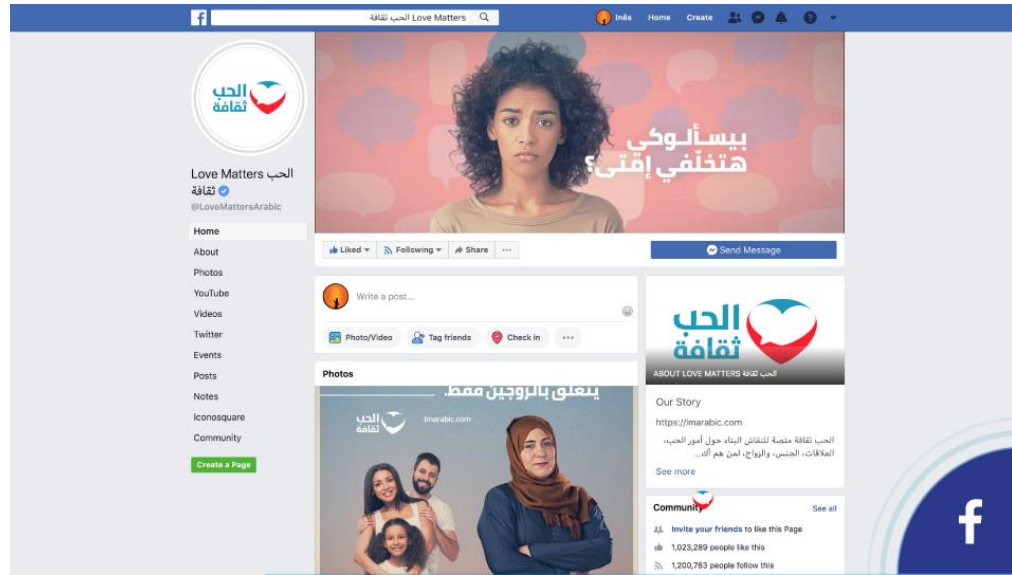 f
Love Matters الحب ثقافة
Inês
Home
Create
الحب
ثقافة
Love Matters الحب
ثقافة
@LoveMattersArabic
Home
About
Photos
YouTube
Videos
Twitter
Events
Posts
Notes
Iconosquare
Community
Create a Page
بيسألوكي
هتخلّفي إمتى؟
Liked
Following
Share
Send Message
Write a post...
Photo/Video
Tag friends
Check in
Photos
يتعلق بالزوجين فقط.
الحب
ثقافة
lmarabic.com
الحب
ثقافة
ABOUT LOVE MATTERS الحب ثقافة
Our Story
https://lmarabic.com
الحب ثقافة منصة للنقاش البناء حول أمور الحب،
العلاقات، الجنس، والزواج، لمن هم أك...
See more
Community
See all
Invite your friends to like this Page
1,023,289 people like this
1,200,763 people follow this
f